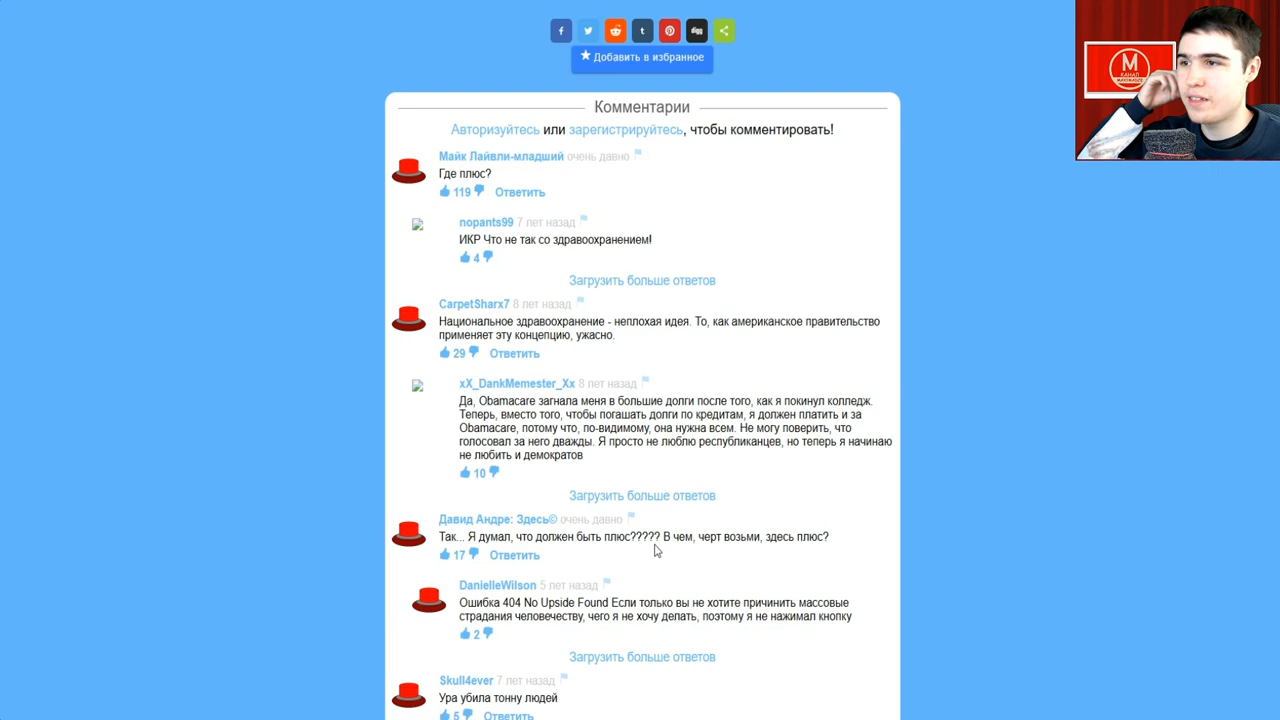 f
t
digg
Добавить в избранное
Комментарии
Авторизуйтесь или зарегистрируйтесь, чтобы комментировать!
Майк Лайвли-младший очень давно
Где плюс?
119 Ответить
nopants99 7 лет назад
ИКР Что не так со здравоохранением!
4
Загрузить больше ответов
CarpetSharx7 8 лет назад
Национальное здравоохранение - неплохая идея. То, как американское правительство
применяет эту концепцию, ужасно.
29 Ответить
xX_DankMemester_Xx 8 лет назад
Да, Obamacare загнала меня в большие долги после того, как я покинул колледж.
Теперь, вместо того, чтобы погашать долги по кредитам, я должен платить и за
Obamacare, потому что, по-видимому, она нужна всем. Не могу поверить, что
голосовал за него дважды. Я просто не люблю республиканцев, но теперь я начинаю
не любить и демократов
10
Загрузить больше ответов
Давид Андре: Здесь© очень давно
Так... Я думал, что должен быть плюс????? В чем, черт возьми, здесь плюс?
17 Ответить
DanielleWilson 5 лет назад
Ошибка 404 No Upside Found Если только вы не хотите причинить массовые
страдания человечеству, чего я не хочу делать, поэтому я не нажимал кнопку
2
Загрузить больше ответов
Skull4ever 7 лет назад
Ура убила тонну людей
5 Ответить
М
КАНАЛ